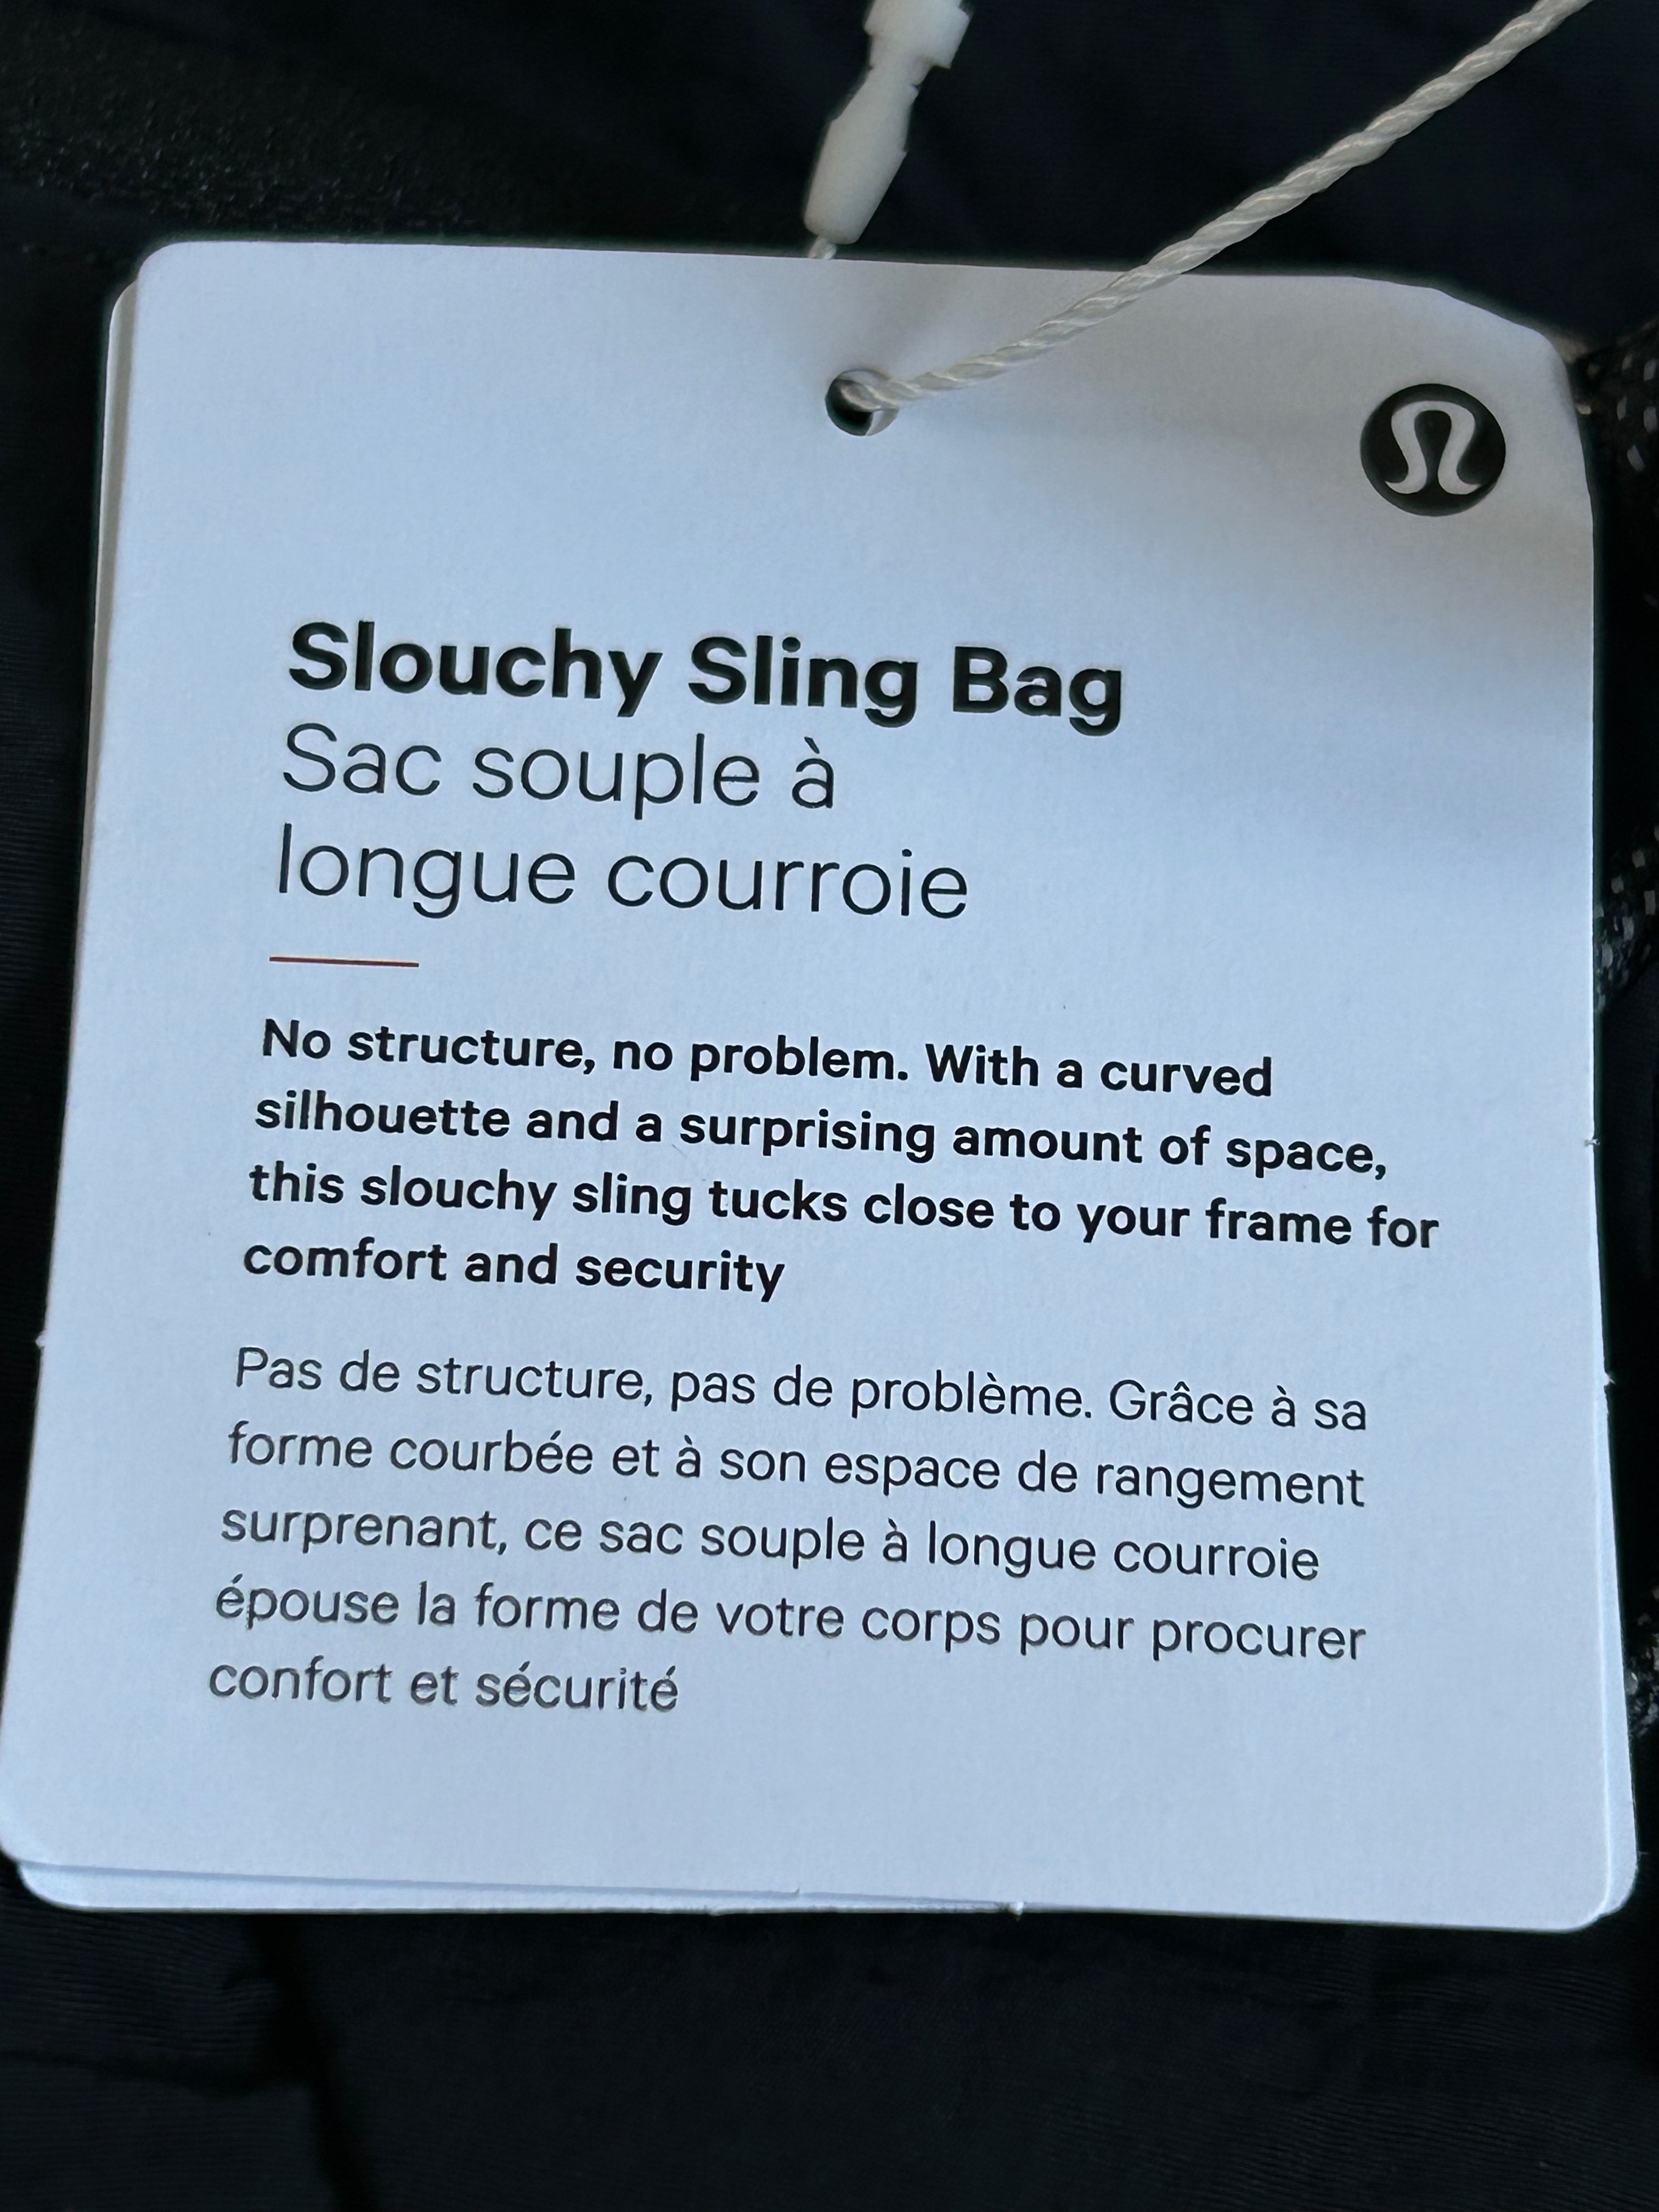 Slouchy Sling Bag
Sac souple à
longue courroie
No structure, no problem. With a curved
silhouette and a surprising amount of space,
this slouchy sling tucks close to your frame for
comfort and security
Pas de structure, pas de problème. Grâce à sa
forme courbée et à son espace de rangement
surprenant, ce sac souple à longue courroie
épouse la forme de votre corps pour procurer
confort et sécurité